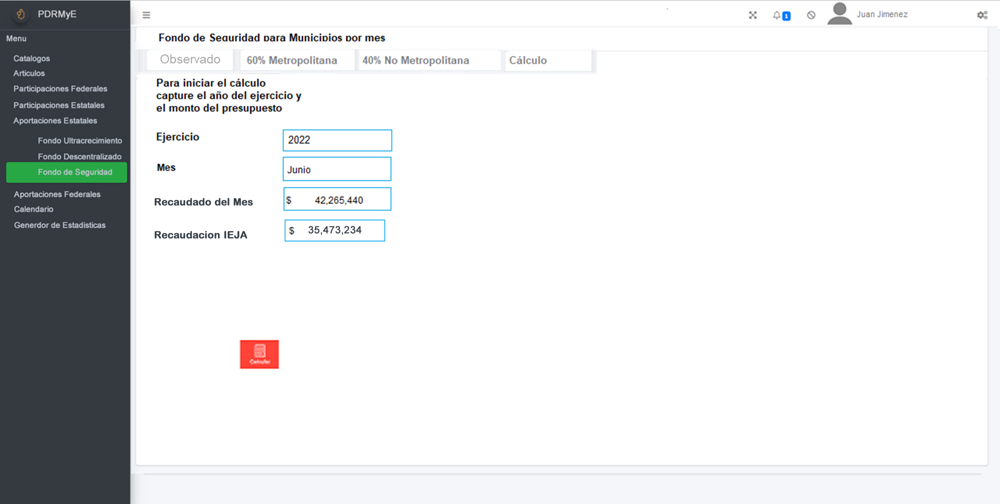 PDRMyE
1
Juan Jimenez
Menu
Catalogos
Articulos
Participaciones Federales
Participaciones Estatales
Aportaciones Estatales
Fondo Ultracrecimiento
Fondo Descentralizado
Fondo de Seguridad
Aportaciones Federales
Calendario
Generdor de Estadisticas
Fondo de Seguridad para Municipios por mes
Observado
60% Metropolitana
40% No Metropolitana
Cálculo
Para iniciar el cálculo
capture el año del ejercicio y
el monto del presupuesto
Ejercicio
2022
Mes
Junio
Recaudado del Mes
$ 42,265,440
Recaudacion IEJA
$ 35,473,234
Calcular